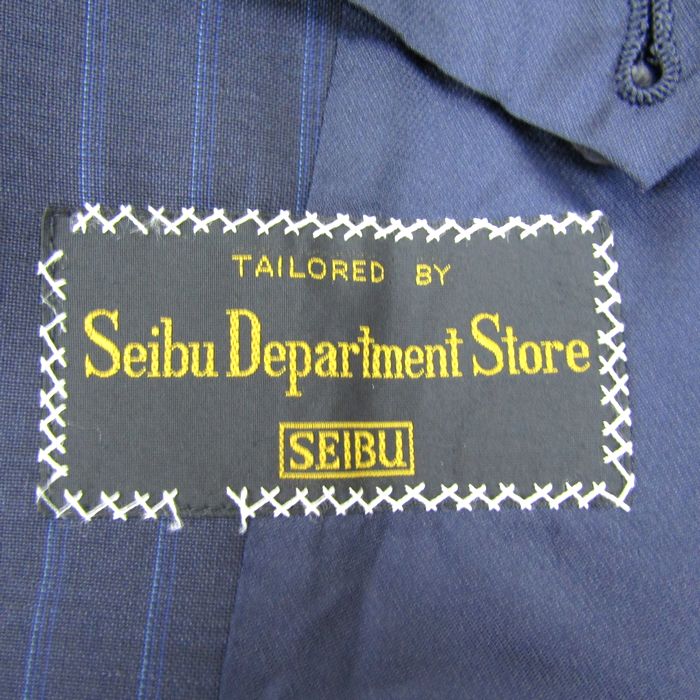 TAILORED BY
Seibu Department Store
SEIBU